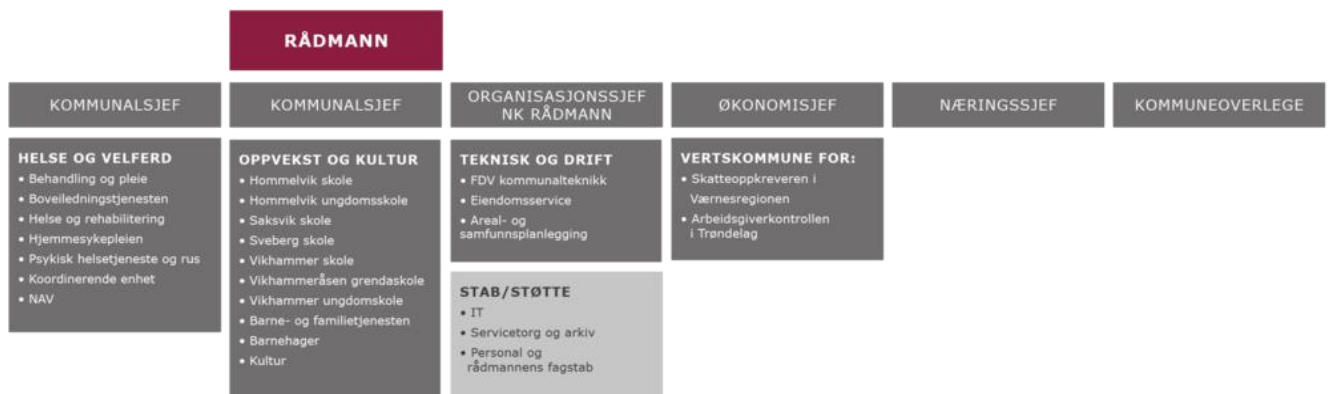 RÅDMANN
KOMMUNALSJEF
KOMMUNALSJEF
ORGANISASJONSSJEF
NK RÅDMANN
ØKONOMISJEF
NÆRINGSSJEF
KOMMUNEOVERLEGE
HELSE OG VELFERD
• Behandling og pleie
• Boveiledningstjenesten
• Helse og rehabilitering
• Hjemmesykepleien
• Psykisk helsetjeneste og rus
• Koordinerende enhet
• NAV
OPPVEKST OG KULTUR
• Hommelvik skole
• Hommelvik ungdomsskole
• Saksvik skole
• Sveberg skole
• Vikhammer skole
• Vikhammeråsen grendaskole
• Vikhammer ungdomskole
• Barne- og familietjenesten
• Barnehager
• Kultur
TEKNISK OG DRIFT
• FDV kommunalteknikk
• Eiendomsservice
• Areal- og
samfunnsplanlegging
STAB/STØTTE
• IT
• Servicetorg og arkiv
• Personal og
rådmannens fagstab
VERTSKOMMUNE FOR:
• Skatteoppkreveren i
Værnesregionen
• Arbeidsgiverkontrollen
i Trøndelag